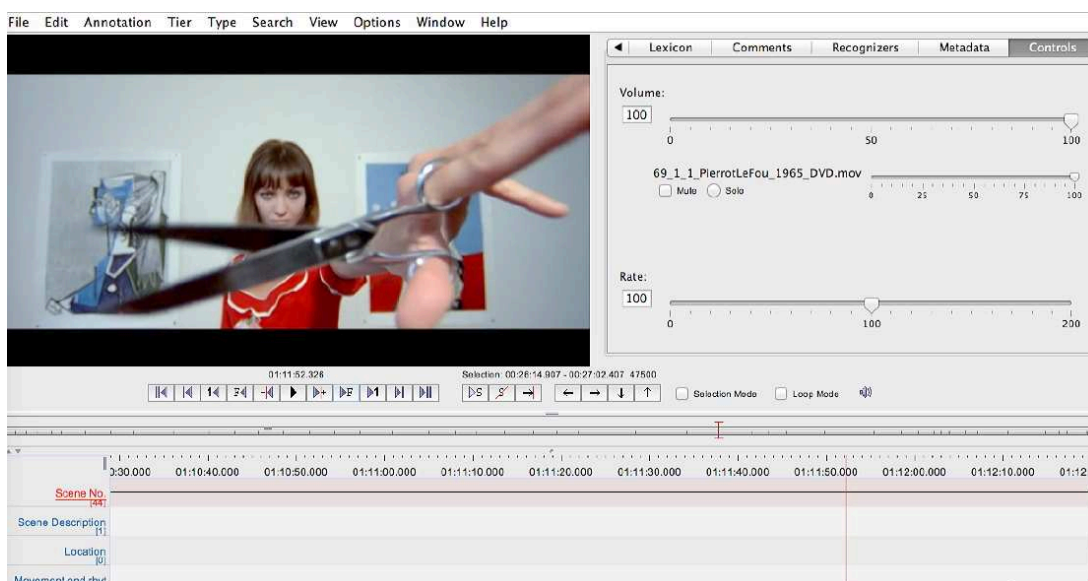 File Edit Annotation Tier Type Search View Options Window Help
Lexicon Comments Recognizers Metadata Controls
Volume:
100
0 50 100
69_1_1_PierrotLeFou_1965_DVD.mov
Mute Solo
0 25 50 75 100
Rate:
100
0 100 200
01:11:52.326
Selection: 00:26:14.907 - 00:27:02.407 47500
Selection Mode Loop Mode
0:30.000 01:10:40.000 01:10:50.000 01:11:00.000 01:11:10.000 01:11:20.000 01:11:30.000 01:11:40.000 01:11:50.000 01:12:00.000 01:12:10.000 01:12
Scene No.
[44]
Scene Description
[1]
Location
[0]